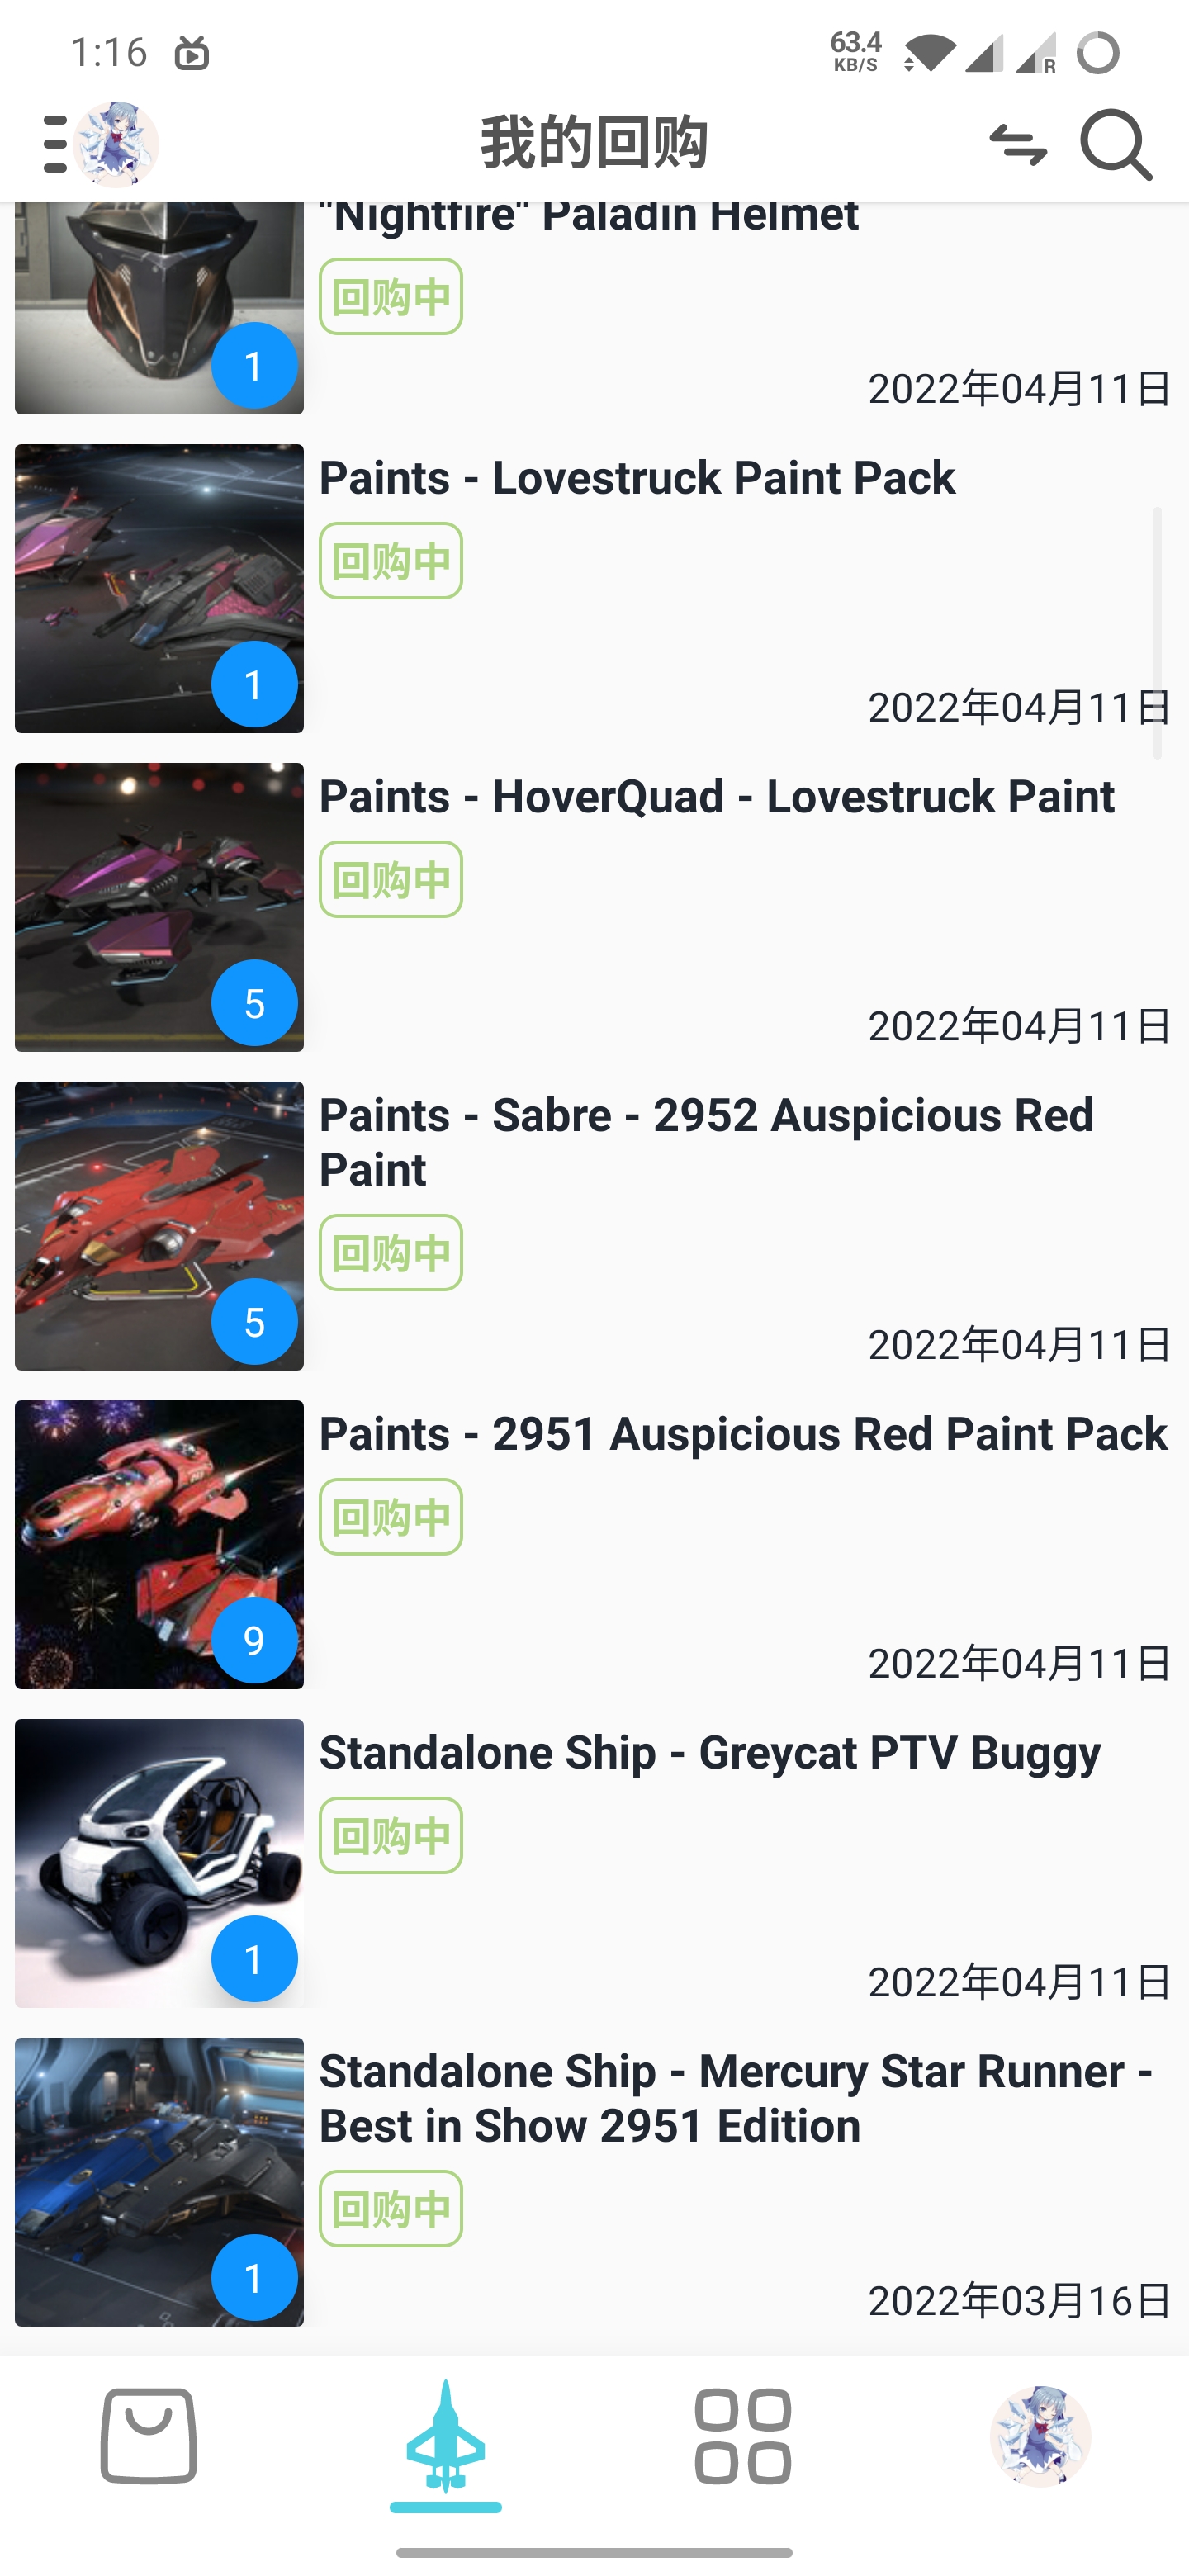 1:16
63.4
KB/S
R
我的回购
"Nightfire" Paladin Helmet
回购中
1
2022年04月11日
Paints - Lovestruck Paint Pack
回购中
1
2022年04月11日
Paints - HoverQuad - Lovestruck Paint
回购中
5
2022年04月11日
Paints - Sabre - 2952 Auspicious Red
Paint
回购中
5
2022年04月11日
Paints - 2951 Auspicious Red Paint Pack
回购中
9
2022年04月11日
Standalone Ship - Greycat PTV Buggy
回购中
1
2022年04月11日
Standalone Ship - Mercury Star Runner -
Best in Show 2951 Edition
回购中
1
2022年03月16日